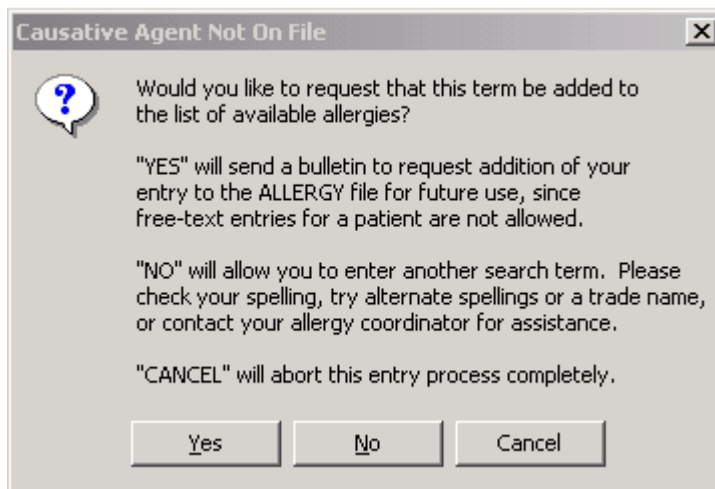 Causative Agent Not On File
Would you like to request that this term be added to
the list of available allergies?
"YES" will send a bulletin to request addition of your
entry to the ALLERGY file for future use, since
free-text entries for a patient are not allowed.
"NO" will allow you to enter another search term.  Please
check your spelling, try alternate spellings or a trade name,
or contact your allergy coordinator for assistance.
"CANCEL" will abort this entry process completely.
Yes No Cancel